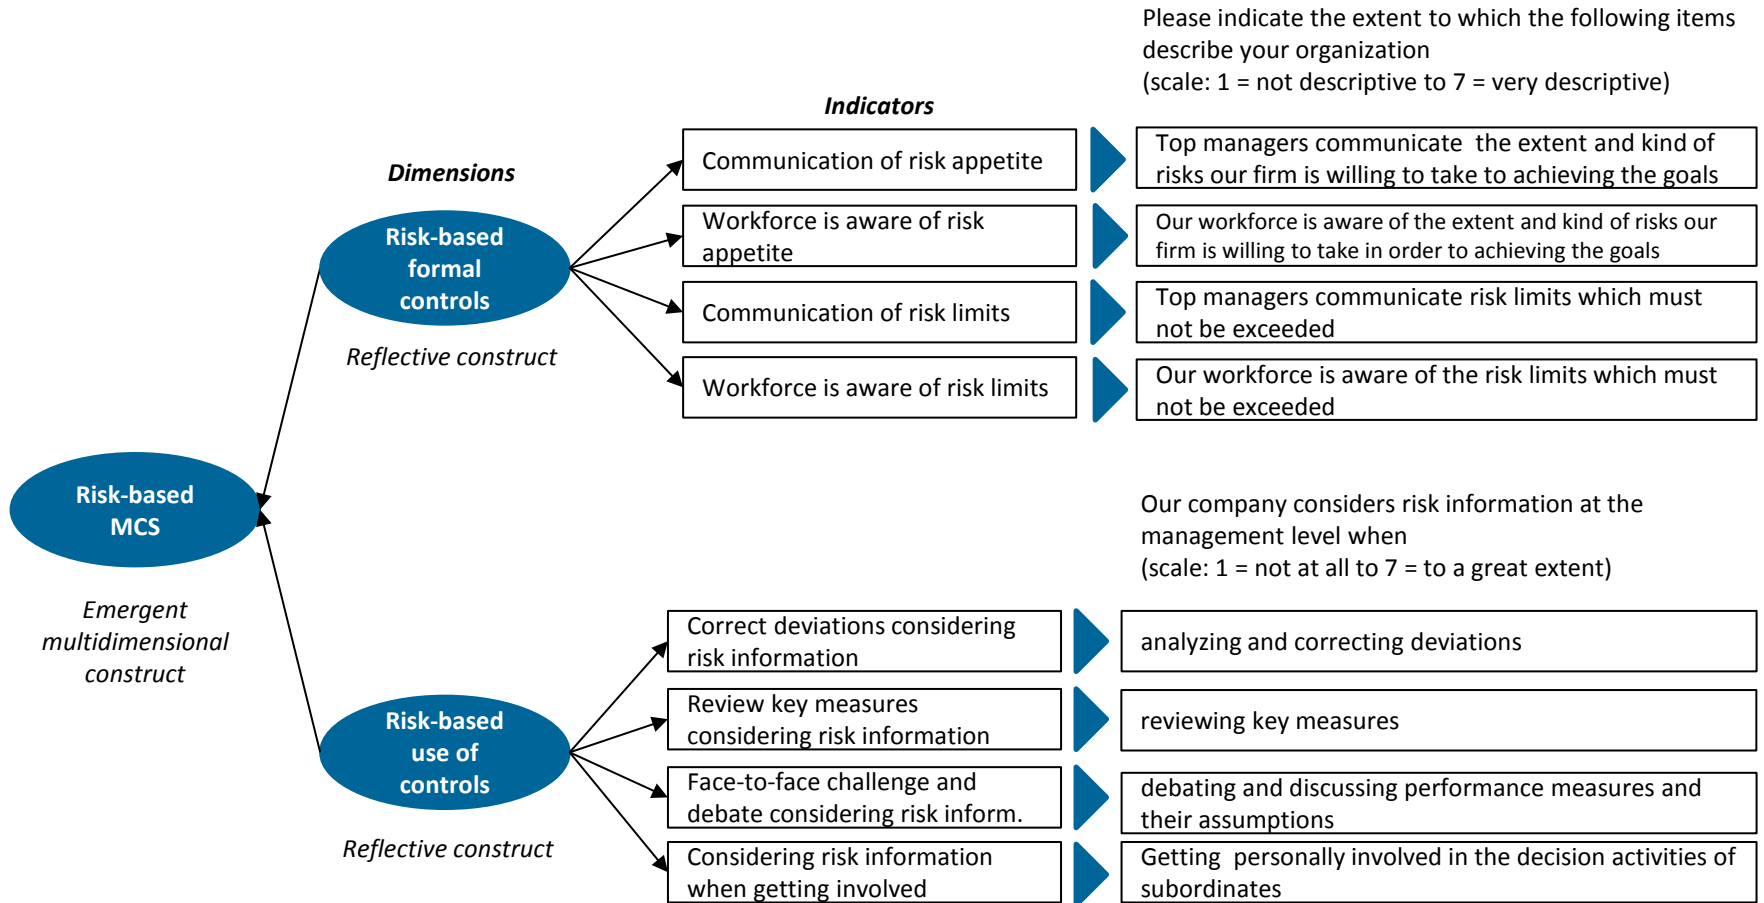 Please indicate the extent to which the following items
describe your organization
(scale: 1 = not descriptive to 7 = very descriptive)
Indicators
Dimensions
Risk-based
formal
controls
Reflective construct
Communication of risk appetite
Top managers communicate the extent and kind of
risks our firm is willing to take to achieving the goals
Workforce is aware of risk
appetite
Our workforce is aware of the extent and kind of risks our
firm is willing to take in order to achieving the goals
Communication of risk limits
Top managers communicate risk limits which must
not be exceeded
Workforce is aware of risk limits
Our workforce is aware of the risk limits which must
not be exceeded
Risk-based
MCS
Emergent
multidimensional
construct
Our company considers risk information at the
management level when
(scale: 1 = not at all to 7 = to a great extent)
Risk-based
use of
controls
Reflective construct
Correct deviations considering
risk information
analyzing and correcting deviations
Review key measures
considering risk information
reviewing key measures
Face-to-face challenge and
debate considering risk inform.
debating and discussing performance measures and
their assumptions
Considering risk information
when getting involved
Getting personally involved in the decision activities of
subordinates